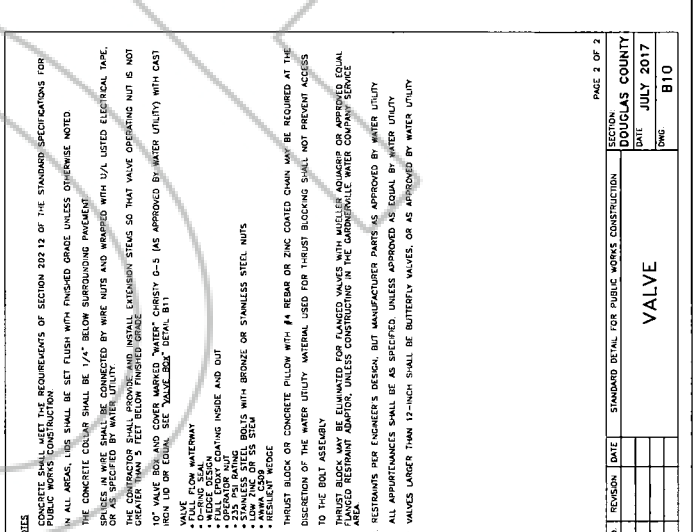 TES
CONCRETE SHALL MEET THE REQUIREMENTS OF SECTION 202.12 OF THE STANDARD SPECIFICATIONS FOR
PUBLIC WORKS CONSTRUCTION
IN ALL AREAS, LIDS SHALL BE SET FLUSH WITH FINISHED GRADE UNLESS OTHERWISE NOTED.
THE CONCRETE COLLAR SHALL BE 1/4" BELOW SURROUNDING PAVEMENT
SPLICES IN WIRE SHALL BE CONNECTED BY WIRE NUTS AND WRAPPED WITH U/L LISTED ELECTRICAL TAPE,
OR AS SPECIFIED BY WATER UTILITY.
THE CONTRACTOR SHALL PROVIDE AND INSTALL EXTENSION STEMS SO THAT VALVE OPERATING NUT IS NOT
GREATER THAN 5 FEET BELOW FINISHED GRADE
10" VALVE BOX AND COVER MARKED "WATER" CHRISTY G-5 (AS APPROVED BY WATER UTILITY) WITH CAST
IRON LID OR EQUAL SEE "VALVE BOX" DETAIL B11
VALVE
• FULL FLOW WATERWAY
• O-RING SEAL
• WEDGE DESIGN
• FULL EPOXY COATING INSIDE AND OUT
• OPERATOR NUT
• 235 PSI RATING
• STAINLESS STEEL BOLTS WITH BRONZE OR STAINLESS STEEL NUTS
• LOW ZINC OR SS STEM
• AWWA C509
• RESILIENT WEDGE
THRUST BLOCK OR CONCRETE PILLOW WITH #4 REBAR OR ZINC COATED CHAIN MAY BE REQUIRED AT THE
DISCRETION OF THE WATER UTILITY MATERIAL USED FOR THRUST BLOCKING SHALL NOT PREVENT ACCESS
TO THE BOLT ASSEMBLY
THRUST BLOCK MAY BE ELIMINATED FOR FLANGED VALVES WITH MUELLER AQUAGRIP OR APPROVED EQUAL
FLANGED RESTRAINT ADAPTOR, UNLESS CONSTRUCTING IN THE GARDNERVILLE WATER COMPANY SERVICE
AREA
RESTRAINTS PER ENGINEER'S DESIGN, BUT MANUFACTURER PARTS AS APPROVED BY WATER UTILITY
ALL APPURTENANCES SHALL BE AS SPECIFIED, UNLESS APPROVED AS EQUAL BY WATER UTILITY
VALVES LARGER THAN 12-INCH SHALL BE BUTTERFLY VALVES, OR AS APPROVED BY WATER UTILITY
PAGE 2 OF 2
REVISION DATE
STANDARD DETAIL FOR PUBLIC WORKS CONSTRUCTION
VALVE
SECTION:
DOUGLAS COUNTY
DATE
JULY 2017
DWG.
B10